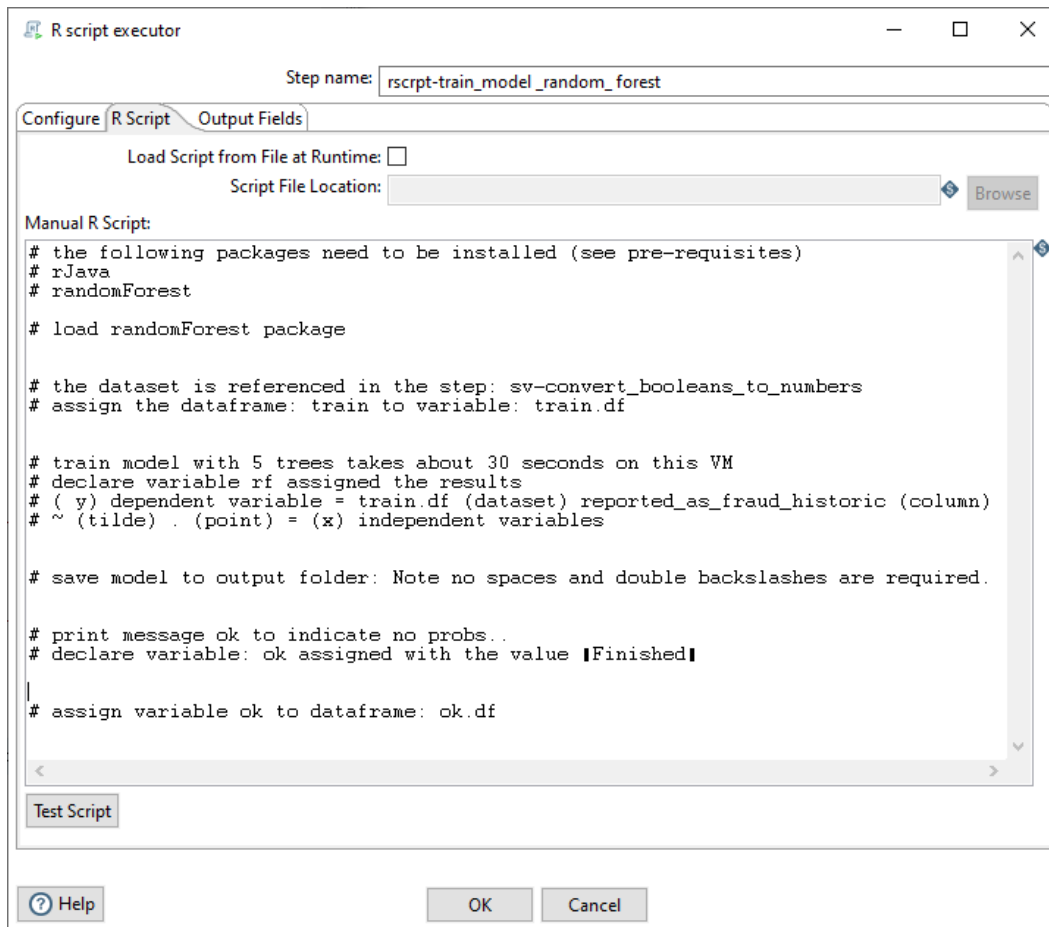 R script executor
Step name: rscrpt-train_model _random_ forest
Configure R Script Output Fields
Load Script from File at Runtime:
Script File Location: Browse
Manual R Script:
# the following packages need to be installed (see pre-requisites)
# rJava
# randomForest
# load randomForest package
# the dataset is referenced in the step: sv-convert_booleans_to_numbers
# assign the dataframe: train to variable: train.df
# train model with 5 trees takes about 30 seconds on this VM
# declare variable rf assigned the results
# ( y) dependent variable = train.df (dataset) reported_as_fraud_historic (column)
# ~ (tilde) . (point) = (x) independent variables
# save model to output folder: Note no spaces and double backslashes are required.
# print message ok to indicate no probs..
# declare variable: ok assigned with the value ▌Finished▌
# assign variable ok to dataframe: ok.df
Test Script
Help OK Cancel